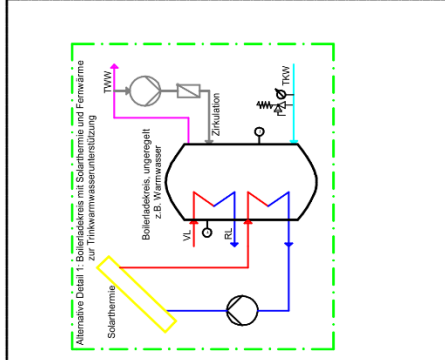 Alternative Detail 1: Boilerladekreis mit Solarthermie und Fernwärme
zur Trinkwarmwasserunterstützung
TWW
Zirkulation
TKW
Boilerladekreis, ungeregelt
z.B. Warmwasser
VL
RL
Solarthermie